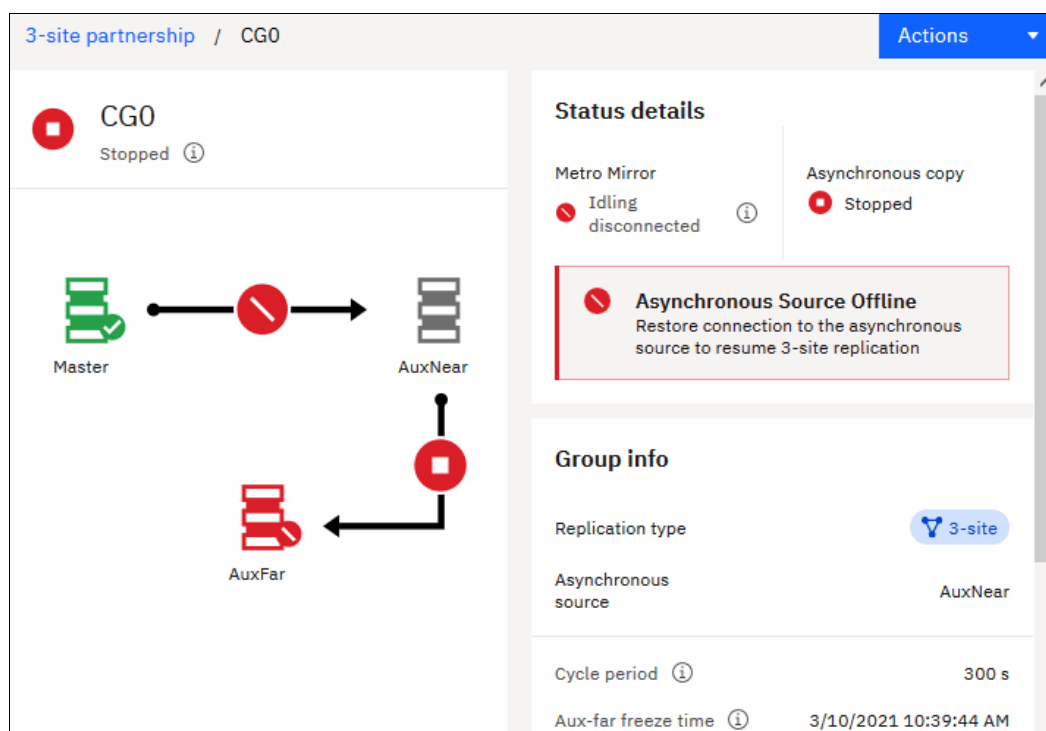 3-site partnership / CG0
Actions
CG0
Stopped
Master
AuxNear
AuxFar
Status details
Metro Mirror
Idling
disconnected
Asynchronous copy
Stopped
Asynchronous Source Offline
Restore connection to the asynchronous
source to resume 3-site replication
Group info
Replication type
3-site
Asynchronous
source
AuxNear
Cycle period
300 s
Aux-far freeze time
3/10/2021 10:39:44 AM